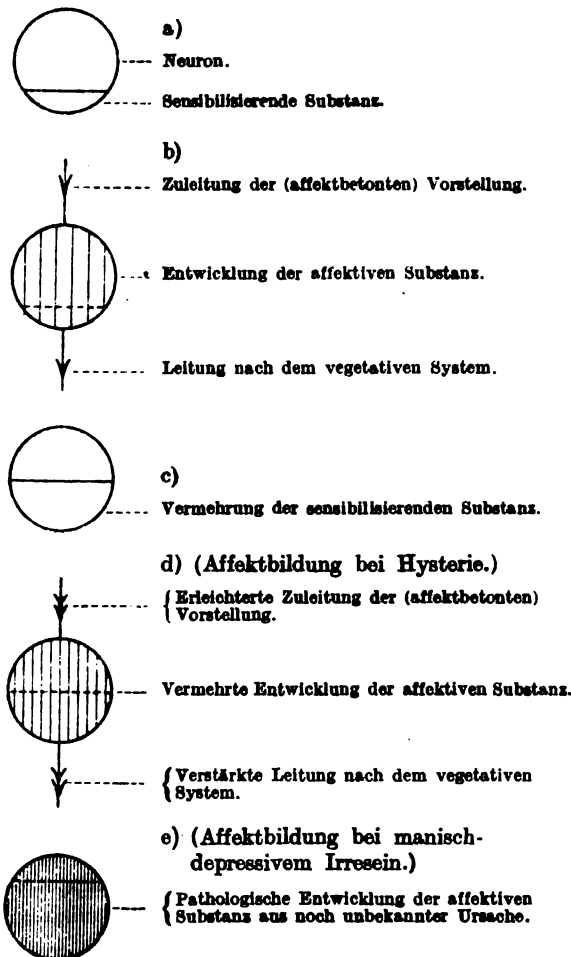 a)
Neuron.
Sensibilisierende Substanz.
b)
Zuleitung der (affektbetonten) Vorstellung.
Entwicklung der affektiven Substanz.
Leitung nach dem vegetativen System.
c)
Vermehrung der sensibilisierenden Substanz.
d) (Affektbildung bei Hysterie.)
Erleichterte Zuleitung der (affektbetonten)
Vorstellung.
Vermehrte Entwicklung der affektiven Substanz.
Verstärkte Leitung nach dem vegetativen
System.
e) (Affektbildung bei manisch-
depressivem Irresein.)
Pathologische Entwicklung der affektiven
Substanz aus noch unbekannter Ursache.